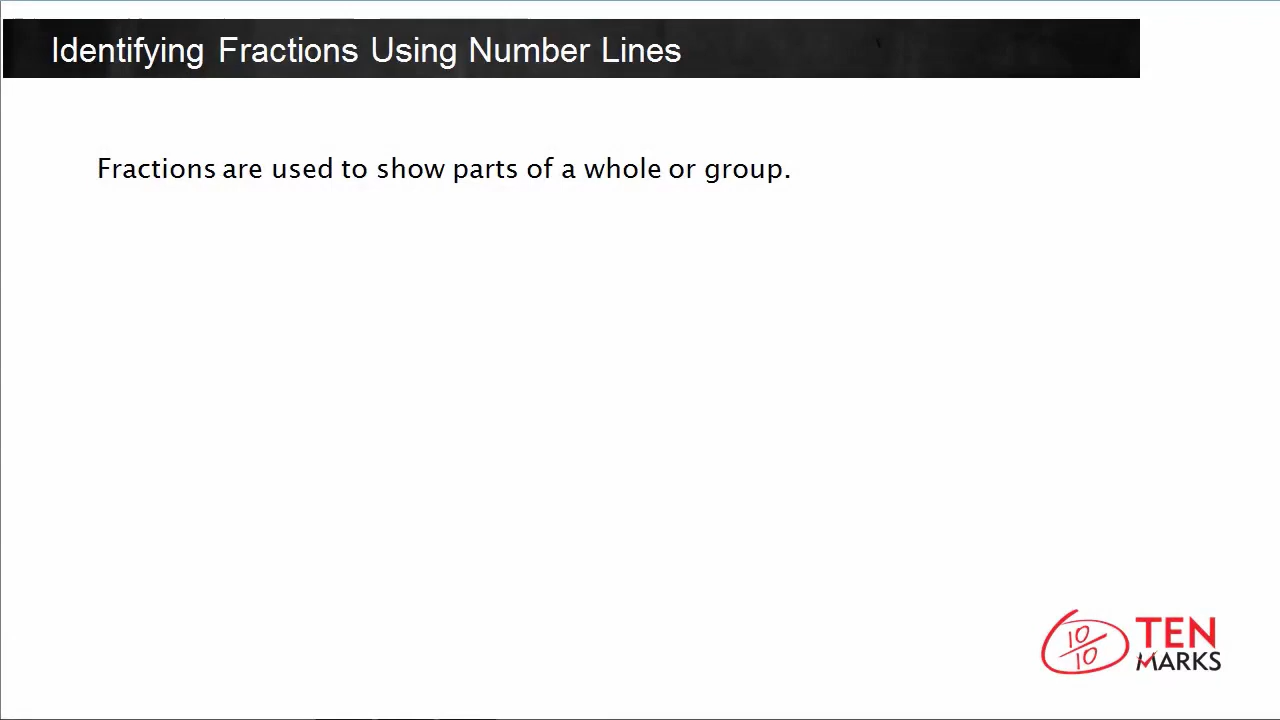 Identifying Fractions Using Number Lines
Fractions are used to show parts of a whole or group.
10
10
TEN
MARKS